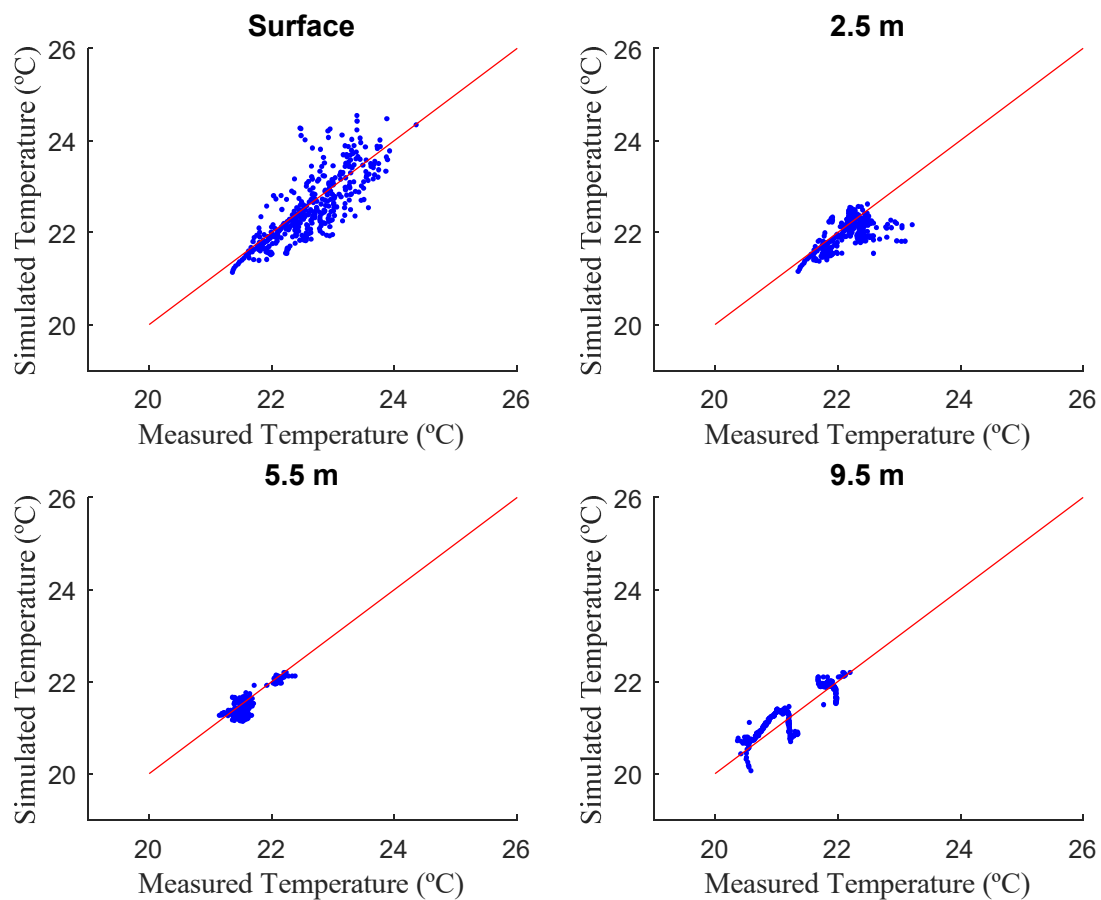 Surface
26
24
22
20
Simulated Temperature (ºC)
20 22 24 26
Measured Temperature (ºC)
2.5 m
26
24
22
20
Simulated Temperature (ºC)
20 22 24 26
Measured Temperature (ºC)
5.5 m
26
24
22
20
Simulated Temperature (ºC)
20 22 24 26
Measured Temperature (ºC)
9.5 m
26
24
22
20
Simulated Temperature (ºC)
20 22 24 26
Measured Temperature (ºC)